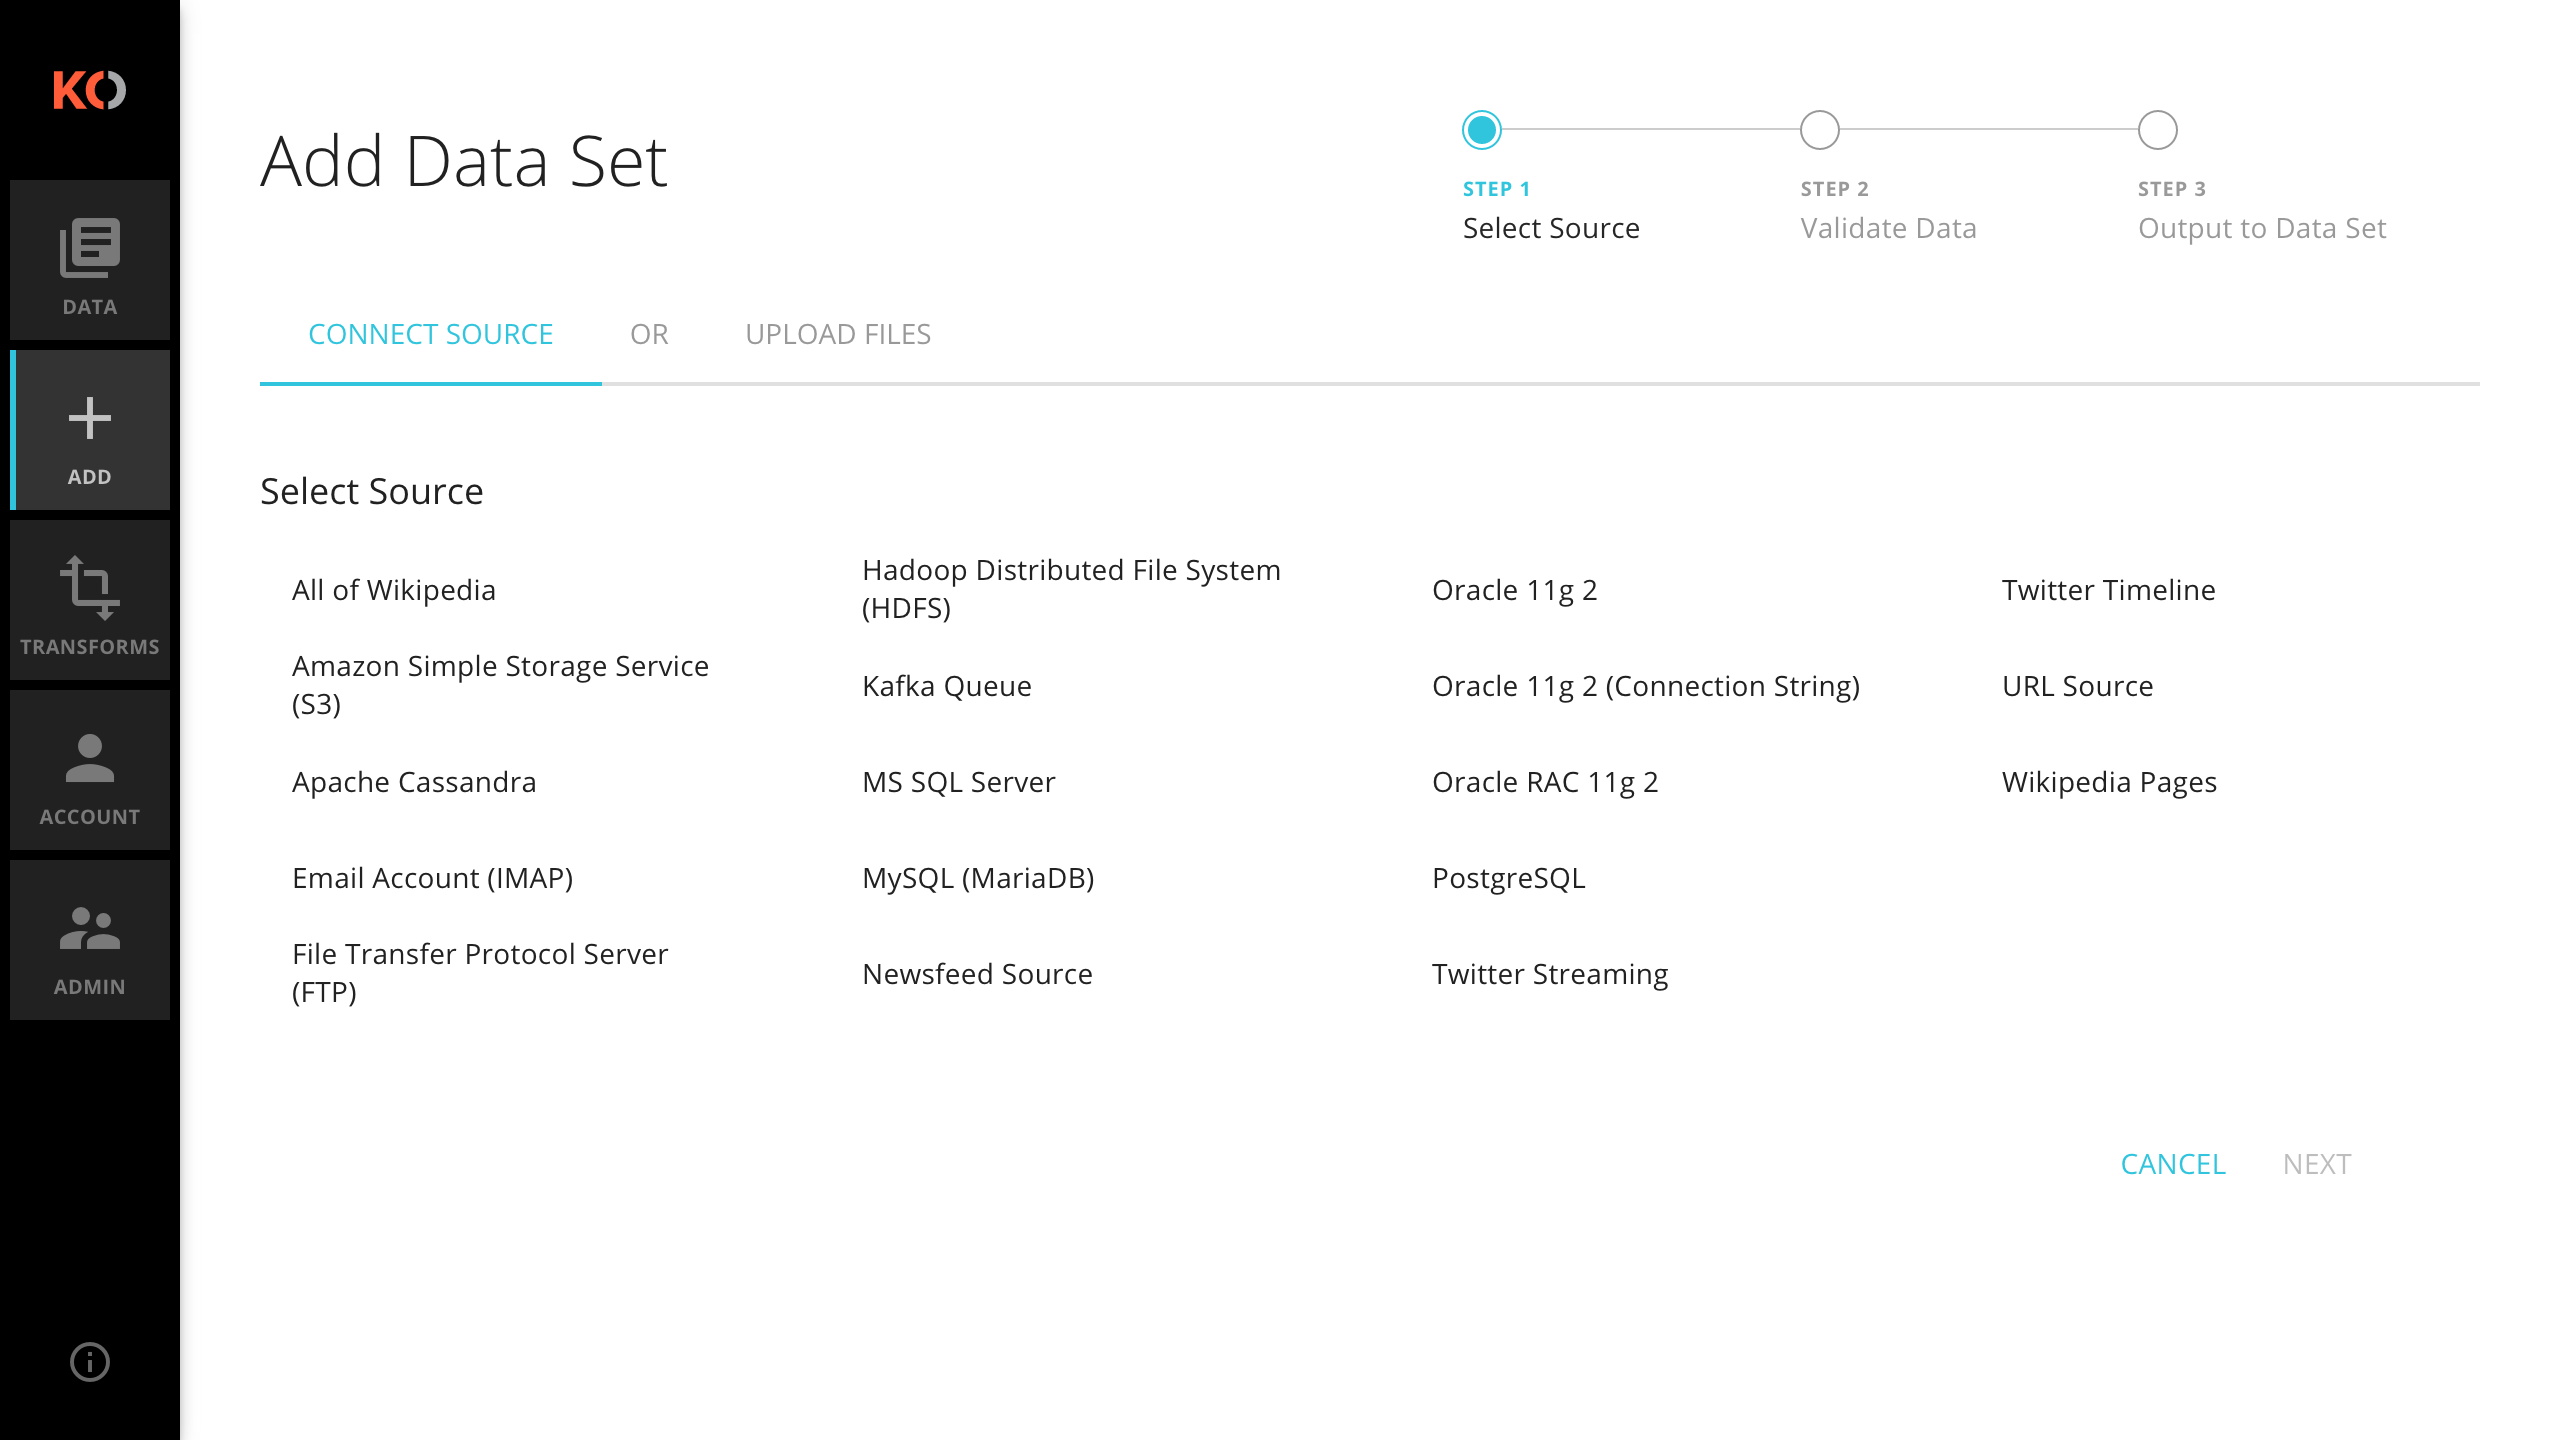 KO
DATA
ADD
TRANSFORMS
ACCOUNT
ADMIN
Add Data Set
STEP 1
Select Source
STEP 2
Validate Data
STEP 3
Output to Data Set
CONNECT SOURCE
OR
UPLOAD FILES
Select Source
All of Wikipedia
Amazon Simple Storage Service
(S3)
Apache Cassandra
Email Account (IMAP)
File Transfer Protocol Server
(FTP)
Hadoop Distributed File System
(HDFS)
Kafka Queue
MS SQL Server
MySQL (MariaDB)
Newsfeed Source
Oracle 11g 2
Oracle 11g 2 (Connection String)
Oracle RAC 11g 2
PostgreSQL
Twitter Streaming
Twitter Timeline
URL Source
Wikipedia Pages
CANCEL
NEXT